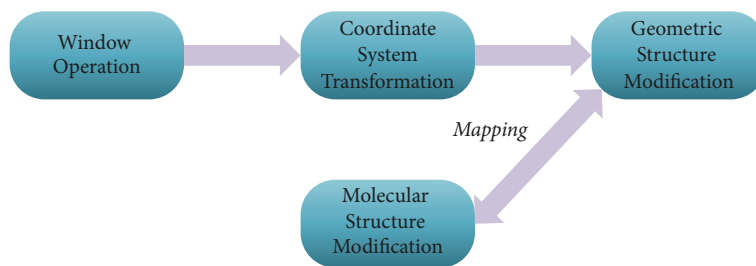 Window
Operation
Coordinate
System
Transformation
Geometric
Structure
Modification
Mapping
Molecular
Structure
Modification